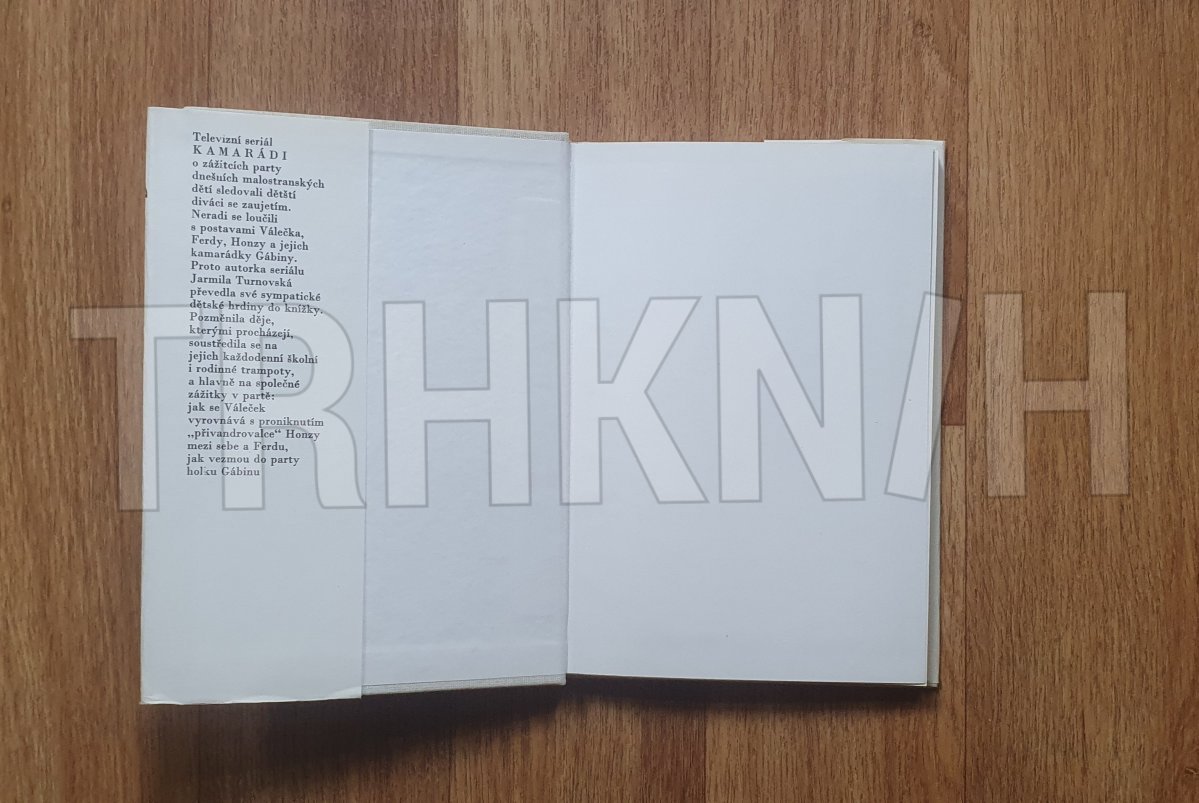 Televizní seriál
KAMARÁDI
o zážitcích party
dnešních malostranských
dětí sledovali dětští
diváci se zaujetím.
Neradi se loučili
s postavami Válečka,
Ferdy, Honzy a jejich
kamarádky Gábiny.
Proto autorka seriálu
Jarmila Turnovská
převedla své sympatické
dětské hrdiny do knížky.
Pozměnila děje,
kterými procházejí,
soustředila se na
jejich každodenní školní
i rodinné trampoty,
a hlavně na společné
zážitky v partě:
jak se Váleček
vyrovnává s proniknutím
„přivandrovalce“ Honzy
mezi sebe a Ferdu,
jak vezmou do party
holku Gábinu
TRHKN/H